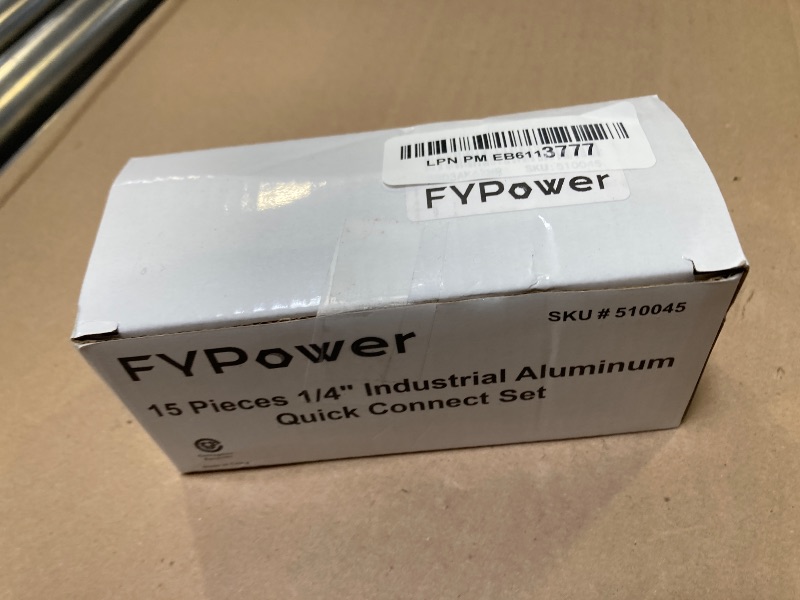 LPN PM EB6113777
FYPower
SKU # 510045
FYPower
15 Pieces 1/4" Industrial Aluminum
Quick Connect Set